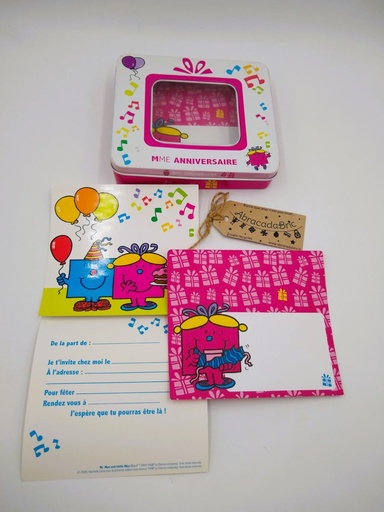 MME ANNIVERSAIRE
AbracadaBric
De la part de :
Je t'invite chez moi le
À l'adresse :
Pour fêter
Rendez vous à
J'espère que tu pourras être là !